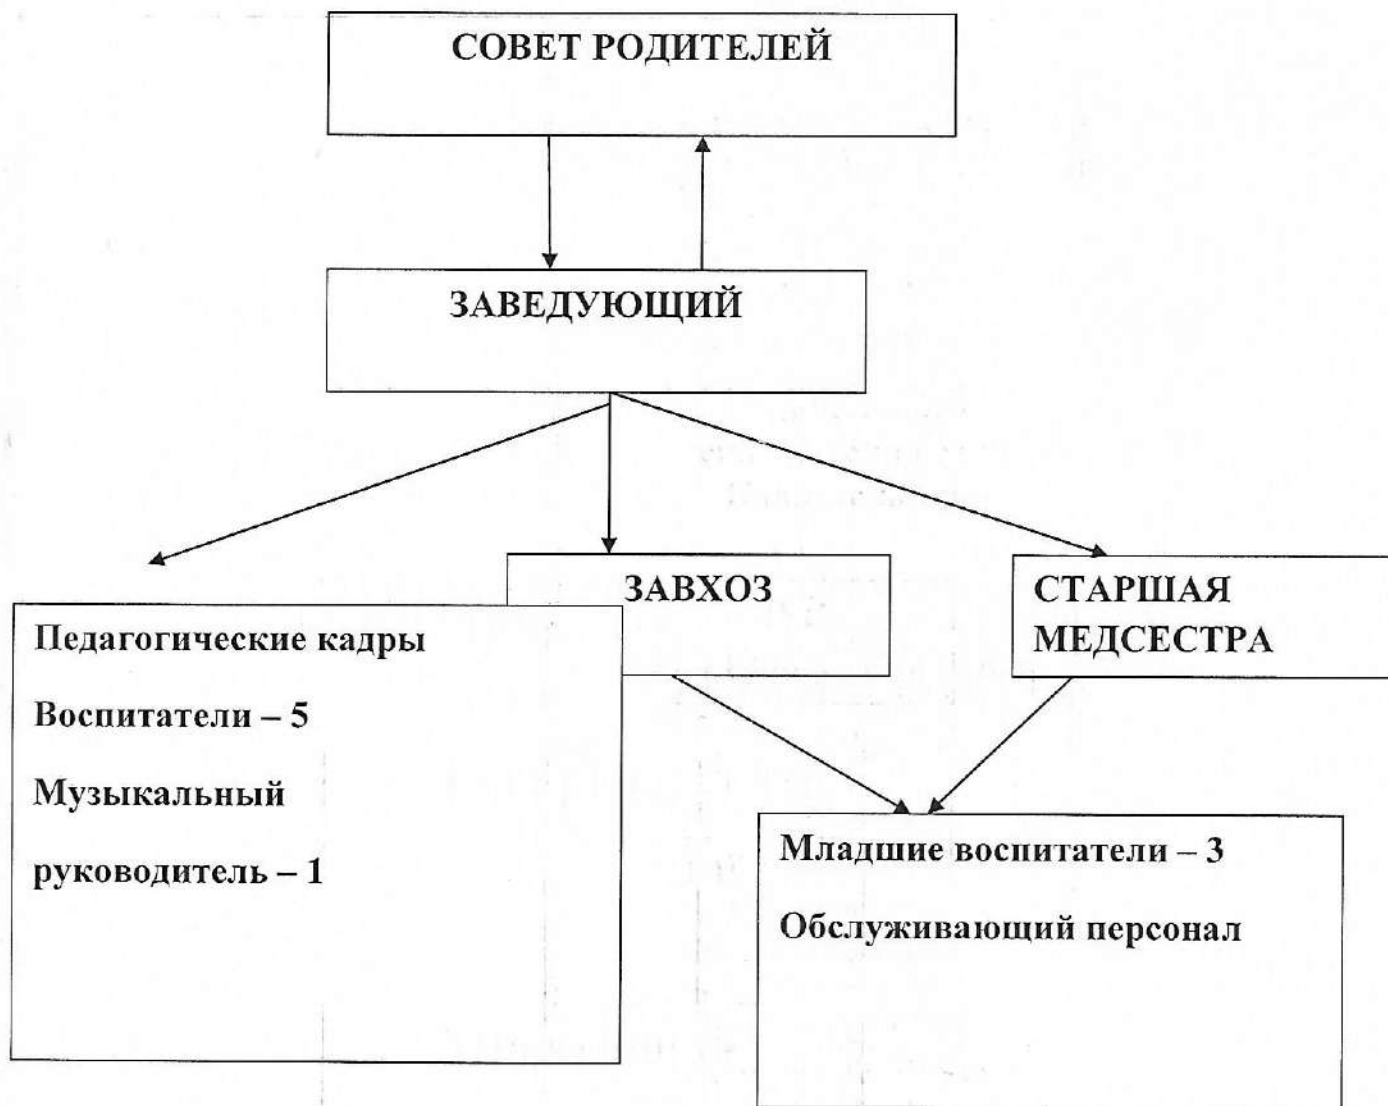 СОВЕТ РОДИТЕЛЕЙ
ЗАВЕДУЮЩИЙ
ЗАВХОЗ
СТАРШАЯ
МЕДСЕСТРА
Педагогические кадры
Воспитатели – 5
Музыкальный
руководитель – 1
Младшие воспитатели – 3
Обслуживающий персонал